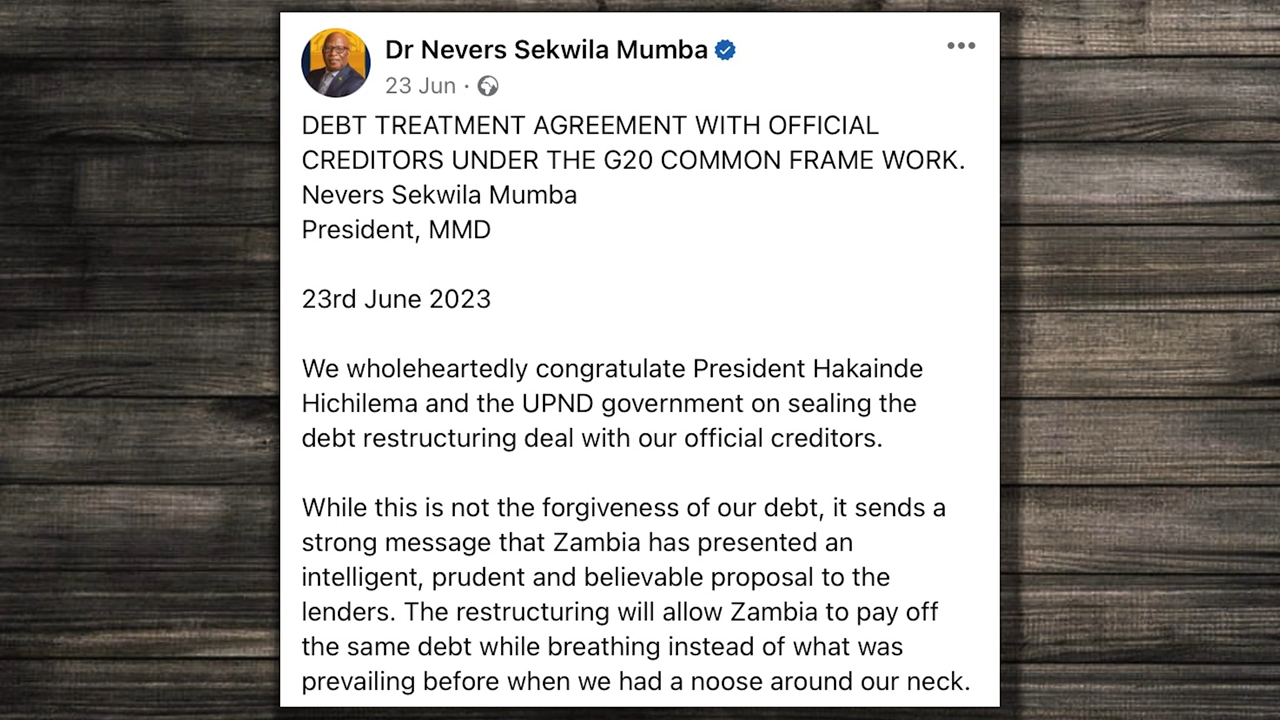 Dr Nevers Sekwila Mumba
23 Jun ·
DEBT TREATMENT AGREEMENT WITH OFFICIAL
CREDITORS UNDER THE G20 COMMON FRAME WORK.
Nevers Sekwila Mumba
President, MMD
23rd June 2023
We wholeheartedly congratulate President Hakainde
Hichilema and the UPND government on sealing the
debt restructuring deal with our official creditors.
While this is not the forgiveness of our debt, it sends a
strong message that Zambia has presented an
intelligent, prudent and believable proposal to the
lenders. The restructuring will allow Zambia to pay off
the same debt while breathing instead of what was
prevailing before when we had a noose around our neck.